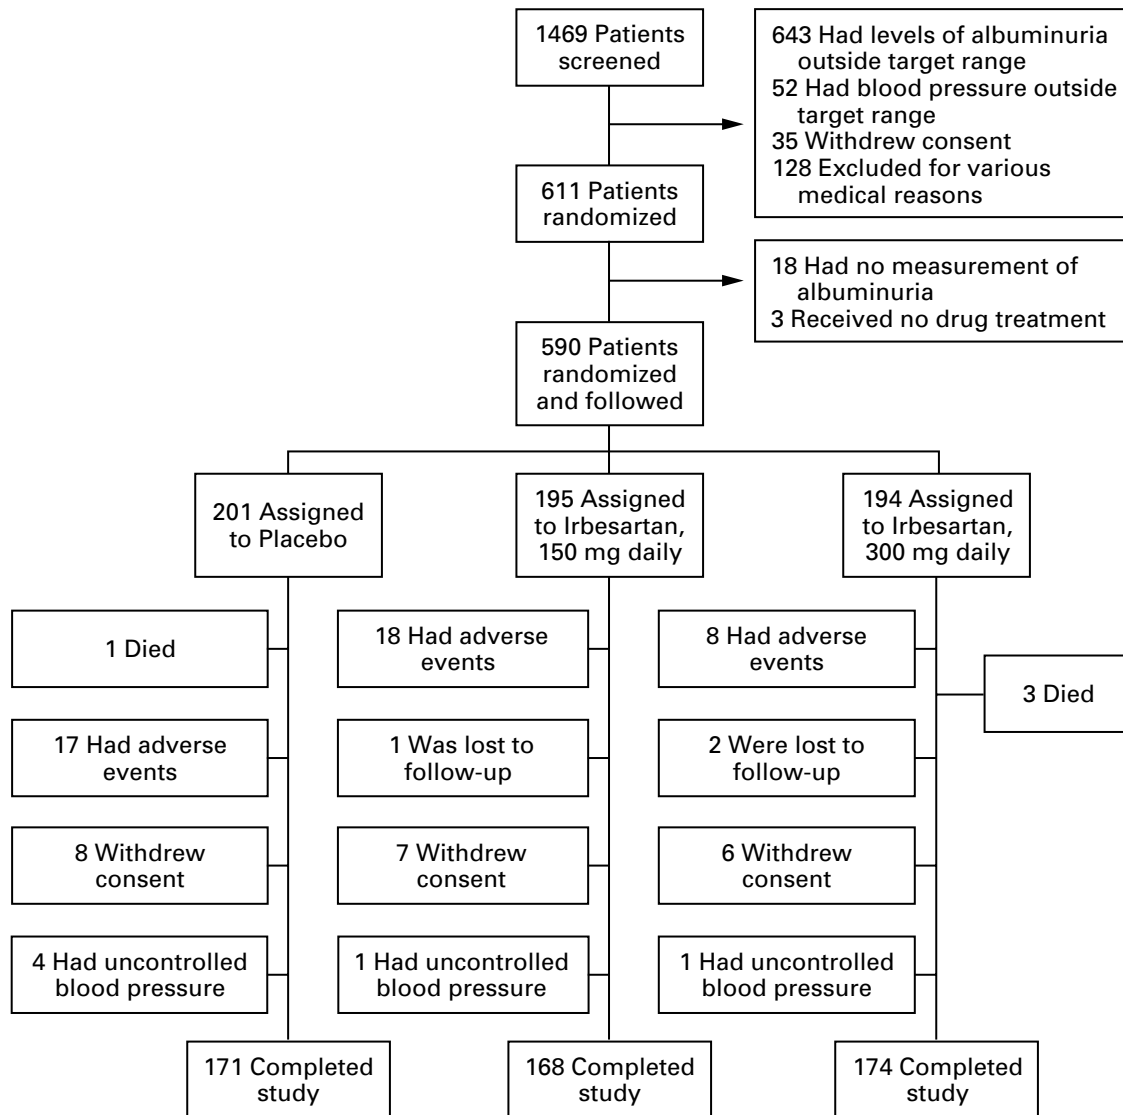 1469 Patients
screened
643 Had levels of albuminuria
outside target range
52 Had blood pressure outside
target range
35 Withdrew consent
128 Excluded for various
medical reasons
611 Patients
randomized
18 Had no measurement of
albuminuria
3 Received no drug treatment
590 Patients
randomized
and followed
201 Assigned
to Placebo
195 Assigned
to Irbesartan,
150 mg daily
194 Assigned
to Irbesartan,
300 mg daily
1 Died
18 Had adverse
events
8 Had adverse
events
3 Died
17 Had adverse
events
1 Was lost to
follow-up
2 Were lost to
follow-up
8 Withdrew
consent
7 Withdrew
consent
6 Withdrew
consent
4 Had uncontrolled
blood pressure
1 Had uncontrolled
blood pressure
1 Had uncontrolled
blood pressure
171 Completed
study
168 Completed
study
174 Completed
study